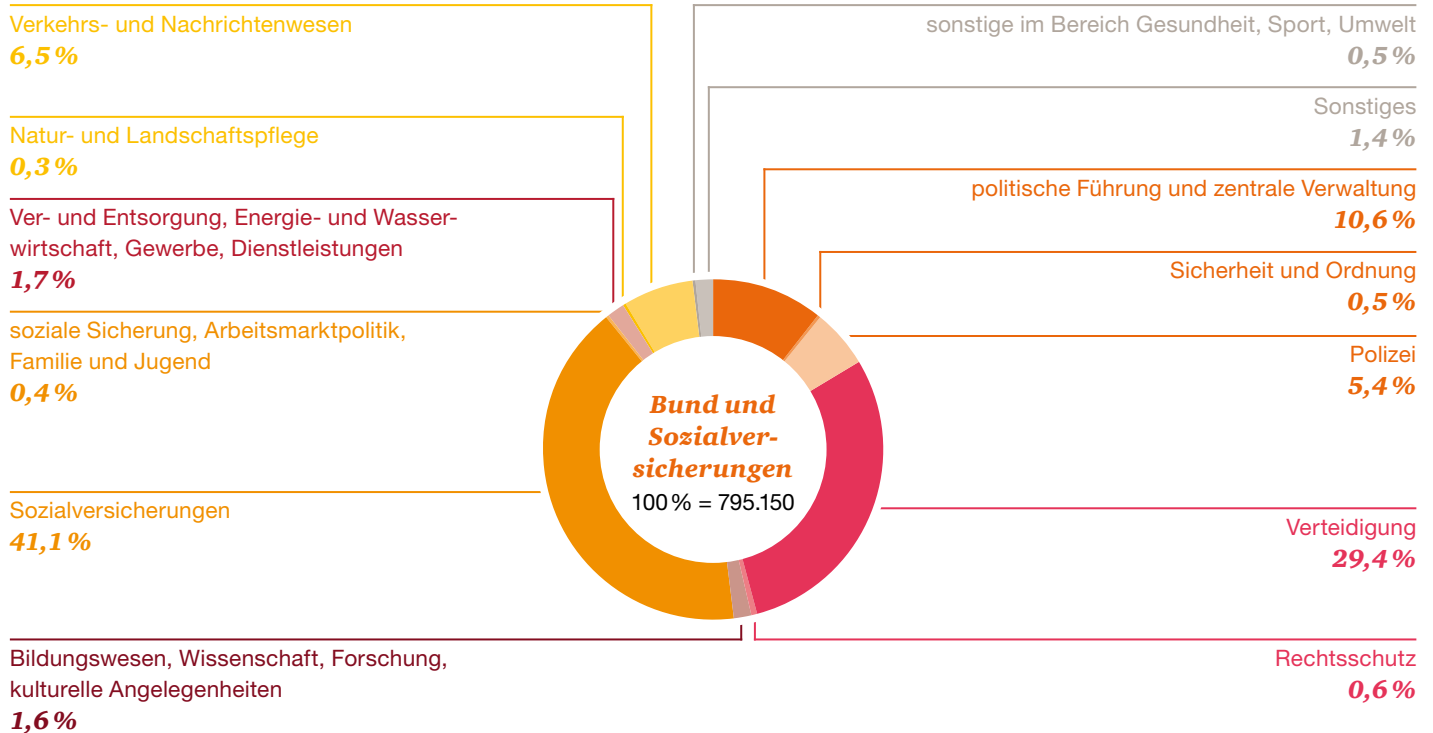 Verkehrs- und Nachrichtenwesen
6,5 %
Natur- und Landschaftspflege
0,3 %
Ver- und Entsorgung, Energie- und Wasser-
wirtschaft, Gewerbe, Dienstleistungen
1,7 %
soziale Sicherung, Arbeitsmarktpolitik,
Familie und Jugend
0,4 %
Sozialversicherungen
41,1 %
Bildungswesen, Wissenschaft, Forschung,
kulturelle Angelegenheiten
1,6 %
Bund und
Sozialver-
sicherungen
100 % = 795.150
sonstige im Bereich Gesundheit, Sport, Umwelt
0,5 %
Sonstiges
1,4 %
politische Führung und zentrale Verwaltung
10,6 %
Sicherheit und Ordnung
0,5 %
Polizei
5,4 %
Verteidigung
29,4 %
Rechtsschutz
0,6 %